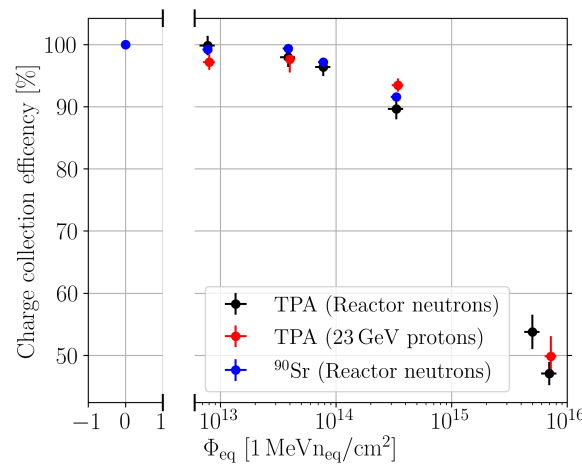 Charge collection efficency [%]
100
90
80
70
60
50
TPA (Reactor neutrons)
TPA (23 GeV protons)
⁹⁰Sr (Reactor neutrons)
−1 0 1 10¹³ 10¹⁴ 10¹⁵ 10¹⁶
Φeq [1 MeVneq/cm²]